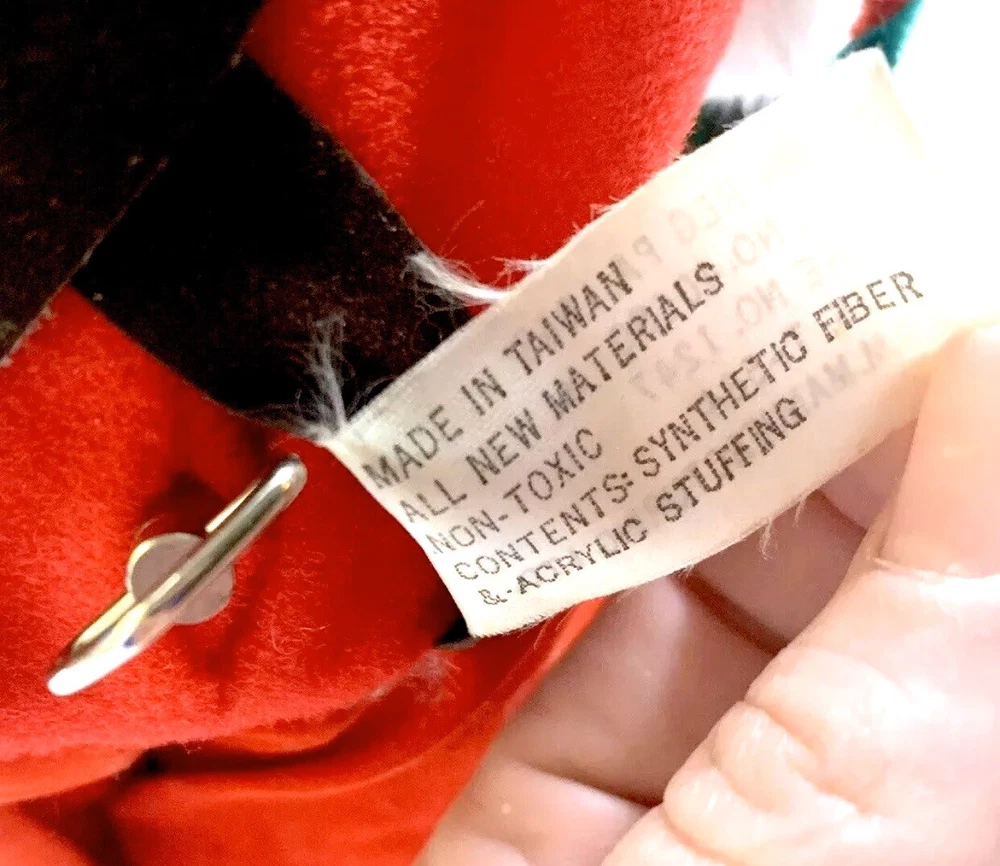 MADE IN TAIWAN
ALL NEW MATERIALS
NON-TOXIC
CONTENTS: SYNTHETIC FIBER
& ACRYLIC STUFFING